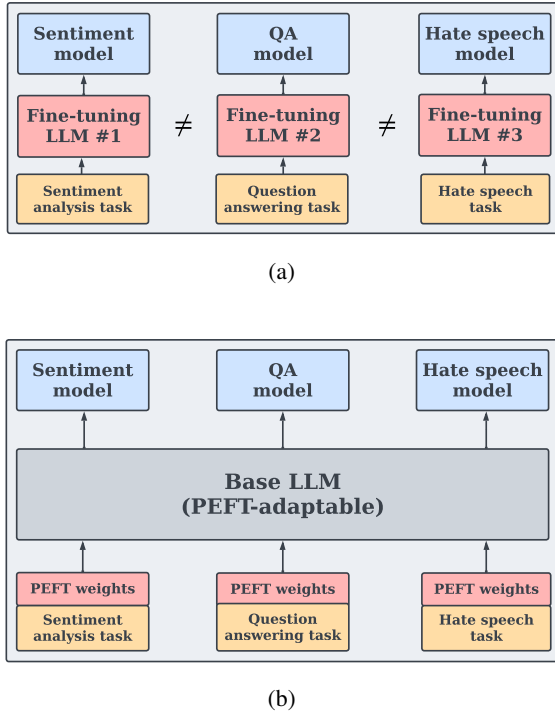 Sentiment
model
QA
model
Hate speech
model
Fine-tuning
LLM #1
≠
Fine-tuning
LLM #2
≠
Fine-tuning
LLM #3
Sentiment
analysis task
Question
answering task
Hate speech
task
(a)
Sentiment
model
QA
model
Hate speech
model
Base LLM
(PEFT-adaptable)
PEFT weights
PEFT weights
PEFT weights
Sentiment
analysis task
Question
answering task
Hate speech
task
(b)